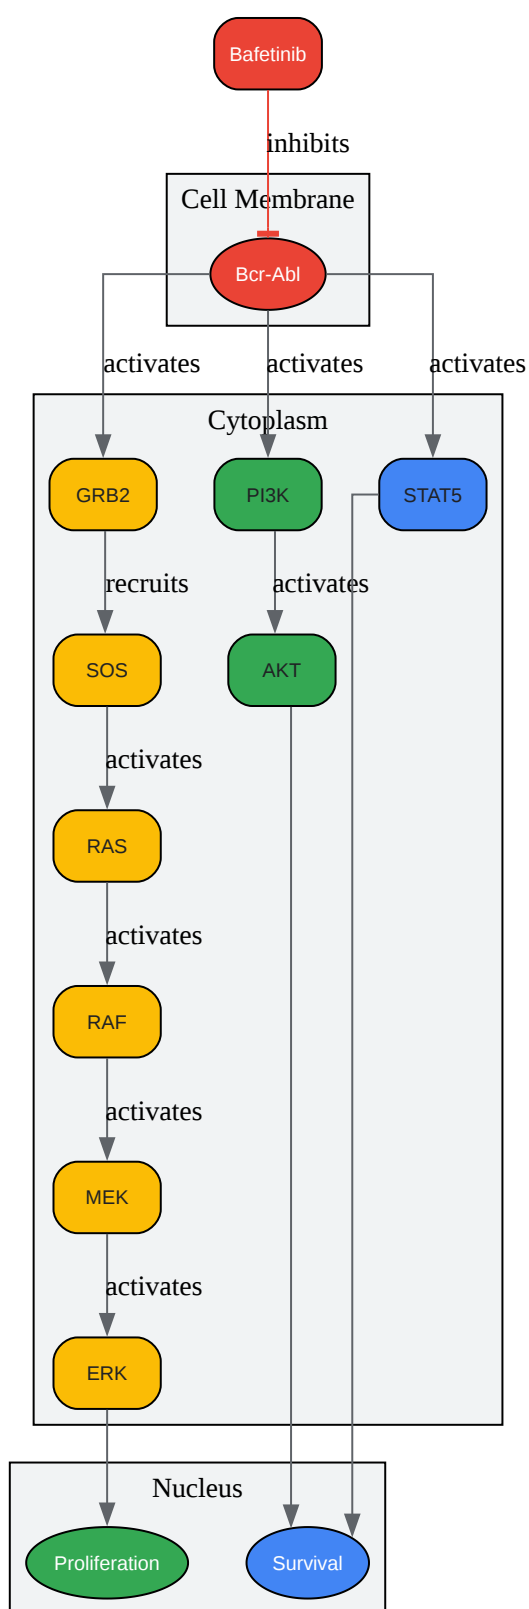 Bafetinib
inhibits
Cell Membrane
Bcr-Abl
activates
activates
activates
Cytoplasm
GRB2
PI3K
STAT5
recruits
activates
SOS
AKT
activates
RAS
activates
RAF
activates
MEK
activates
ERK
Nucleus
Proliferation
Survival